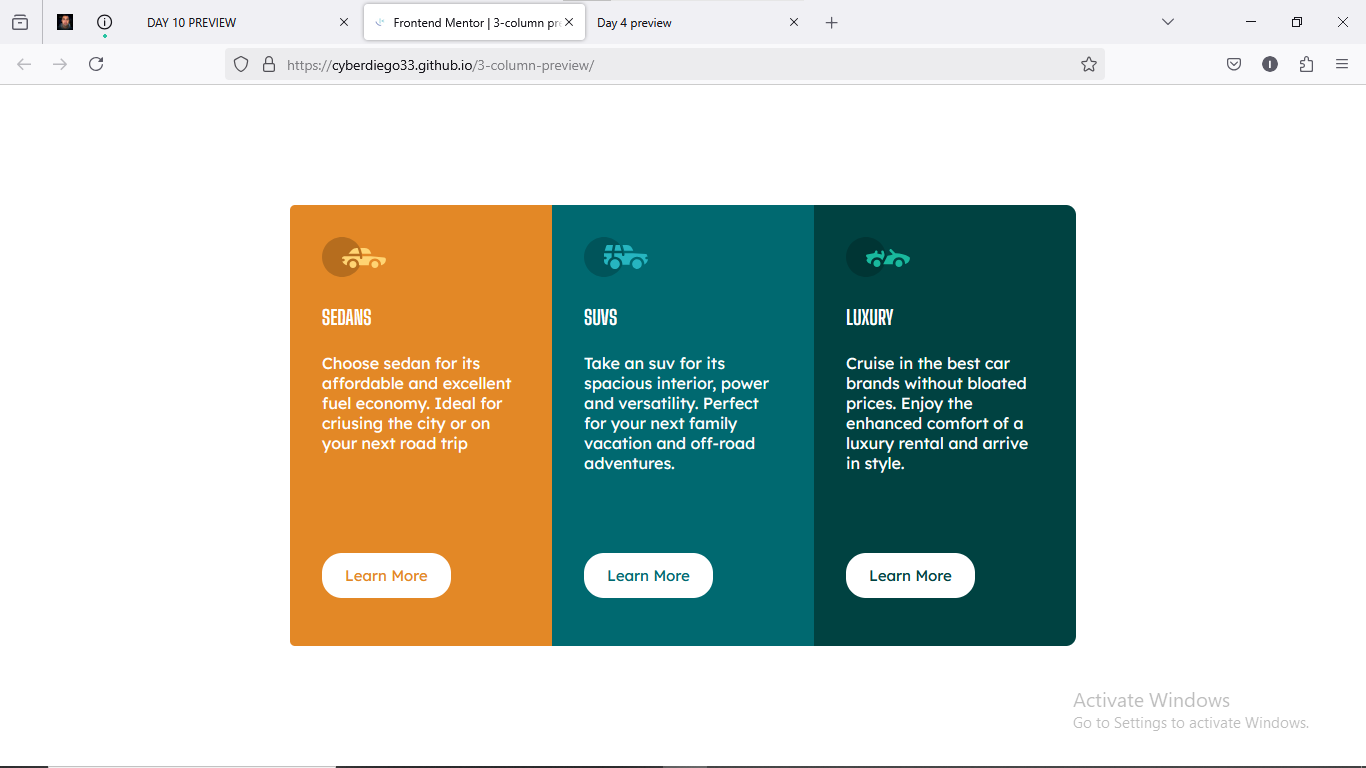 DAY 10 PREVIEW
Frontend Mentor | 3-column pr
Day 4 preview
https://cyberdiego33.github.io/3-column-preview/
SEDANS
Choose sedan for its
affordable and excellent
fuel economy. Ideal for
criusing the city or on
your next road trip
Learn More
SUVS
Take an suv for its
spacious interior, power
and versatility. Perfect
for your next family
vacation and off-road
adventures.
Learn More
LUXURY
Cruise in the best car
brands without bloated
prices. Enjoy the
enhanced comfort of a
luxury rental and arrive
in style.
Learn More
Activate Windows
Go to Settings to activate Windows.